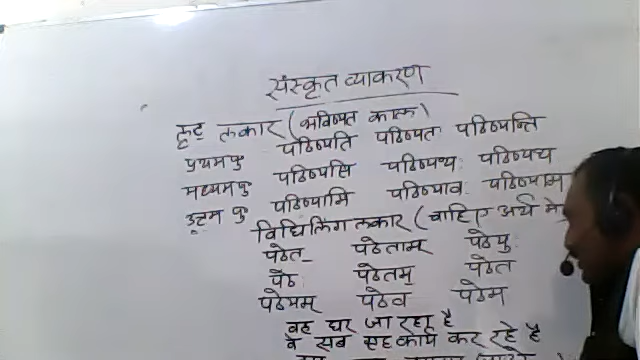 संस्कृत व्याकरण
लृट् लकार (भविष्यत काल)
प्रथमपु पठिष्यति पठिष्यतः पठिष्यन्ति
मध्यमपु पठिष्यसि पठिष्यथः पठिष्यथ
उत्तम पु पठिष्यामि पठिष्यावः पठिष्यामः
विधिलिंग लकार (चाहिए अर्थ मे
पठेत् पठेताम् पठेयुः
पठेः पठेतम् पठेत
पठेयम् पठेव पठेम
वह घर जा रहा है
वे सब सहकार्य कर रहे है